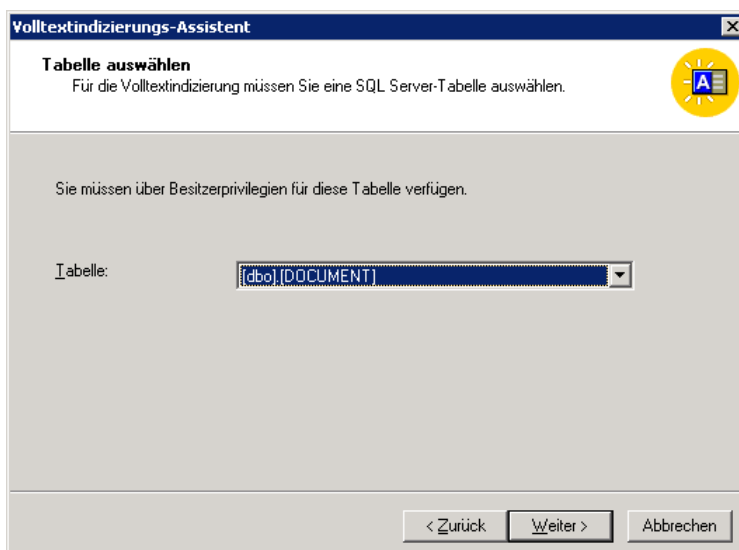 Volltextindizierungs-Assistent
Tabelle auswählen
Für die Volltextindizierung müssen Sie eine SQL Server-Tabelle auswählen.
A
Sie müssen über Besitzerprivilegien für diese Tabelle verfügen.
Tabelle: [dbo].[DOCUMENT]
< Zurück Weiter > Abbrechen